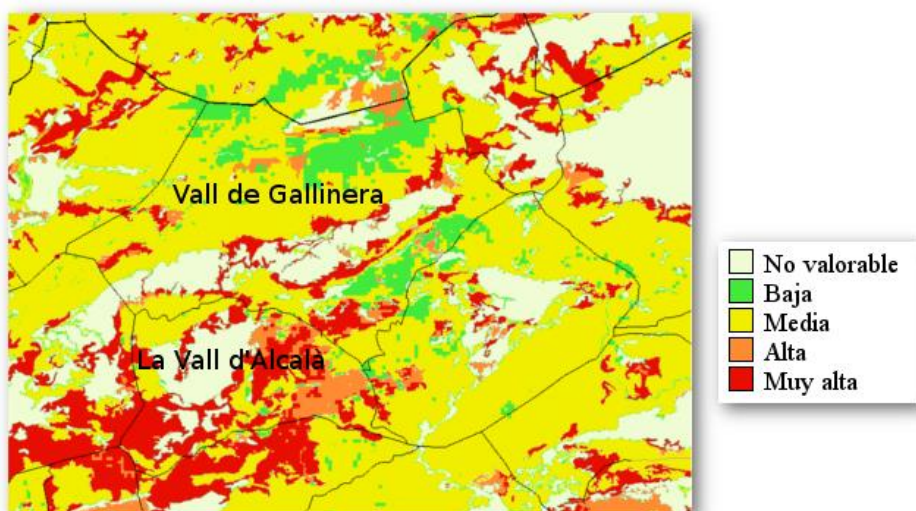 Vall de Gallinera
La Vall d'Alcalà
No valorable
Baja
Media
Alta
Muy alta